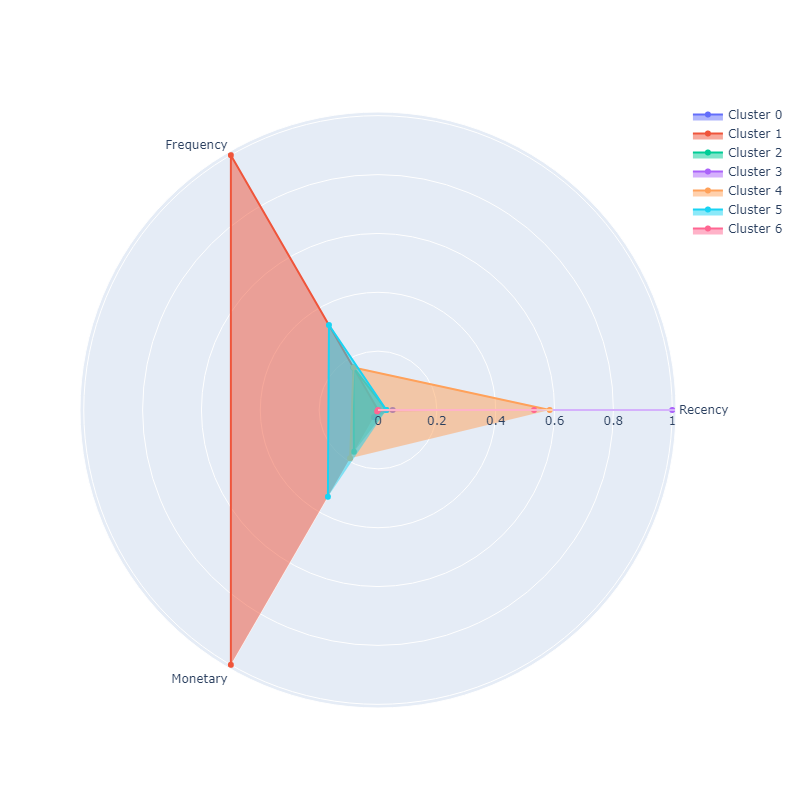 Frequency
Cluster 0
Cluster 1
Cluster 2
Cluster 3
Cluster 4
Cluster 5
Cluster 6
Recency
0
0.2
0.4
0.6
0.8
1
Monetary